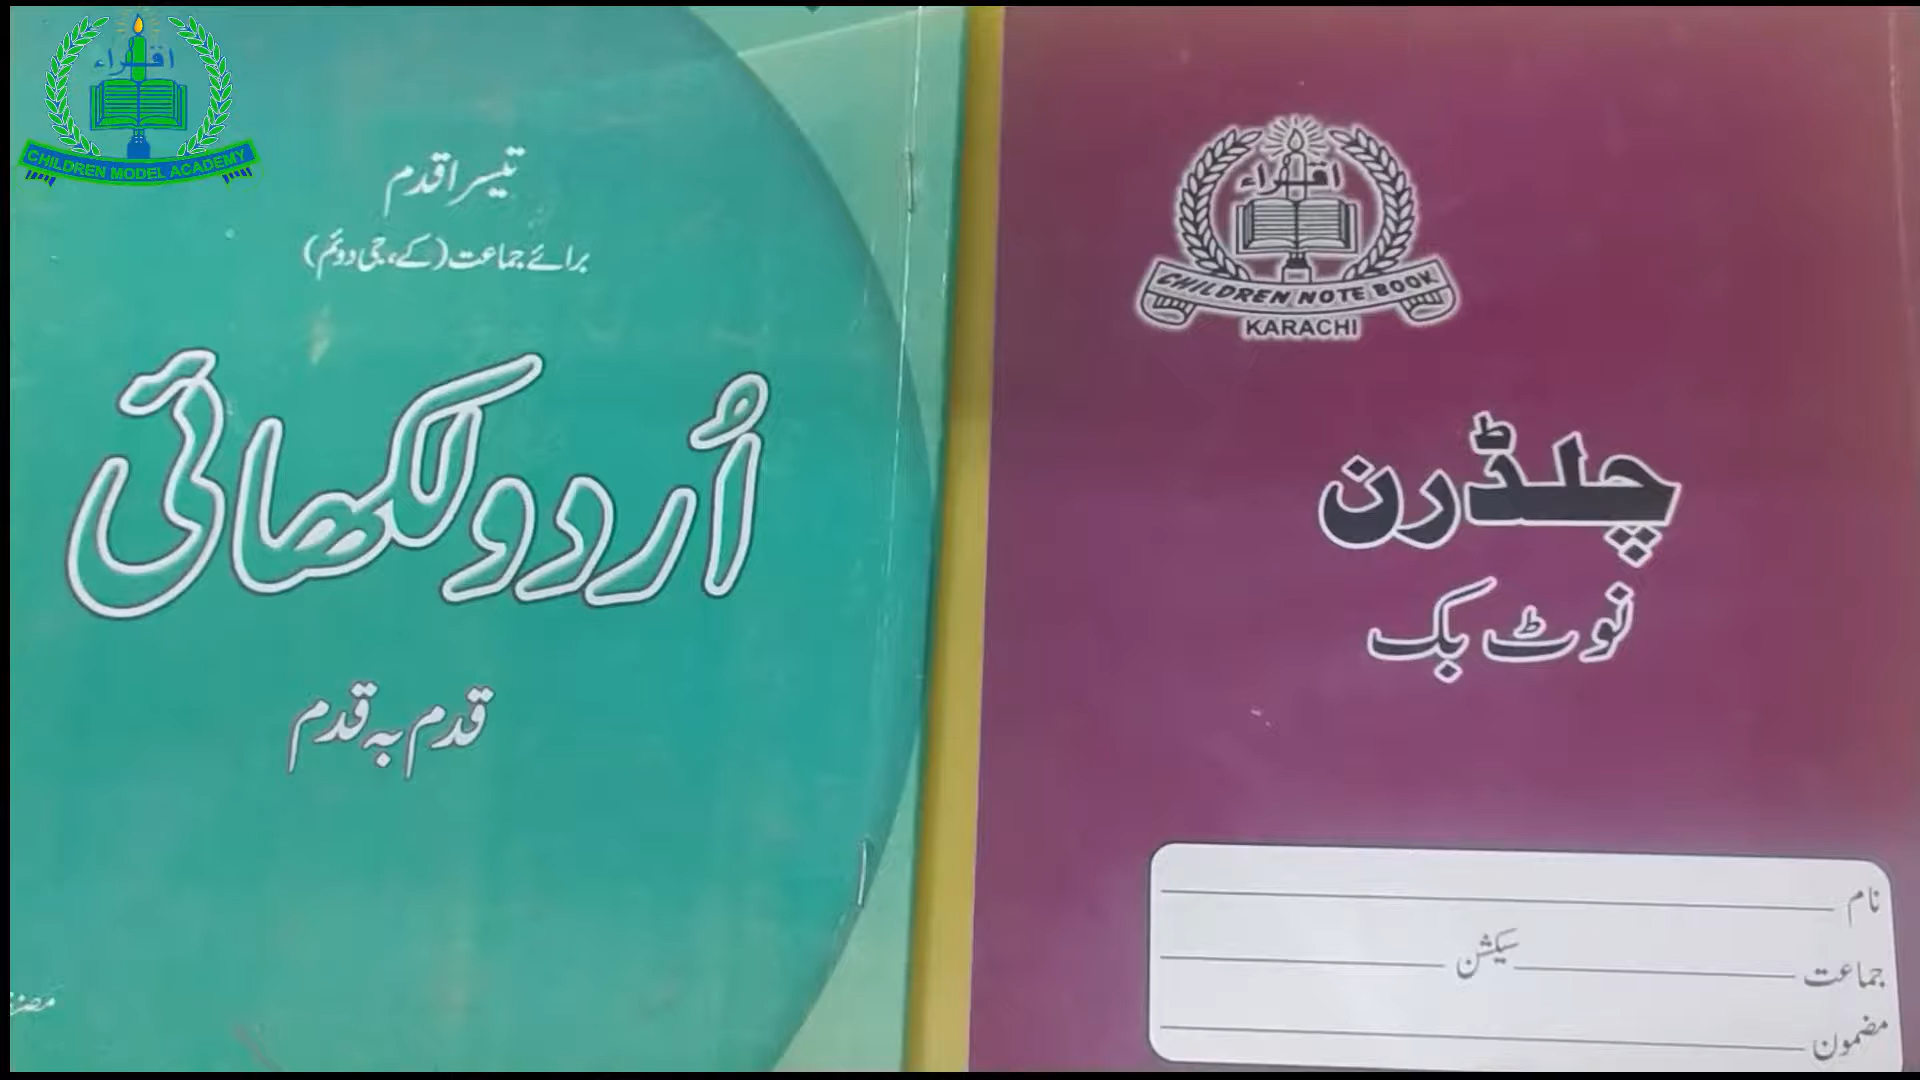 اقراء
CHILDREN MODEL ACADEMY
تیسرا قدم
برائے جماعت (کے، جی دوئم)
اُردو لکھائی
قدم بہ قدم
اقراء
CHILDREN NOTE BOOK
KARACHI
چلڈرن
نوٹ بک
نام
جماعت سیکشن
مضمون